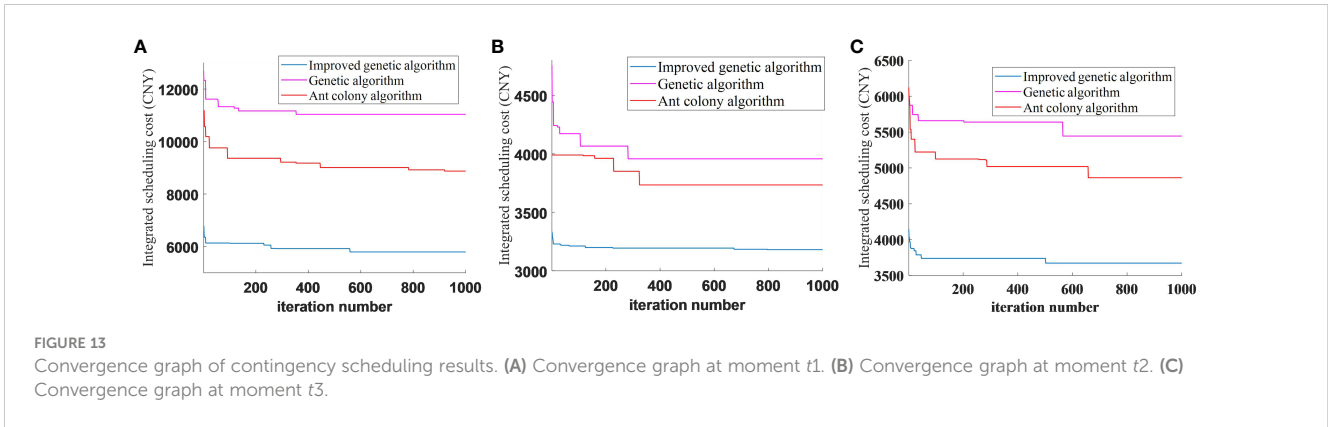 A
Improved genetic algorithm
Genetic algorithm
Ant colony algorithm
Integrated scheduling cost (CNY)
12000
10000
8000
6000
200
400
600
800
1000
iteration number
B
Improved genetic algorithm
Genetic algorithm
Ant colony algorithm
Integrated scheduling cost (CNY)
4500
4000
3500
3000
200
400
600
800
1000
iteration number
C
Improved genetic algorithm
Genetic algorithm
Ant colony algorithm
Integrated scheduling cost (CNY)
6500
6000
5500
5000
4500
4000
3500
200
400
600
800
1000
iteration number
FIGURE 13
Convergence graph of contingency scheduling results. (A) Convergence graph at moment t1. (B) Convergence graph at moment t2. (C)
Convergence graph at moment t3.